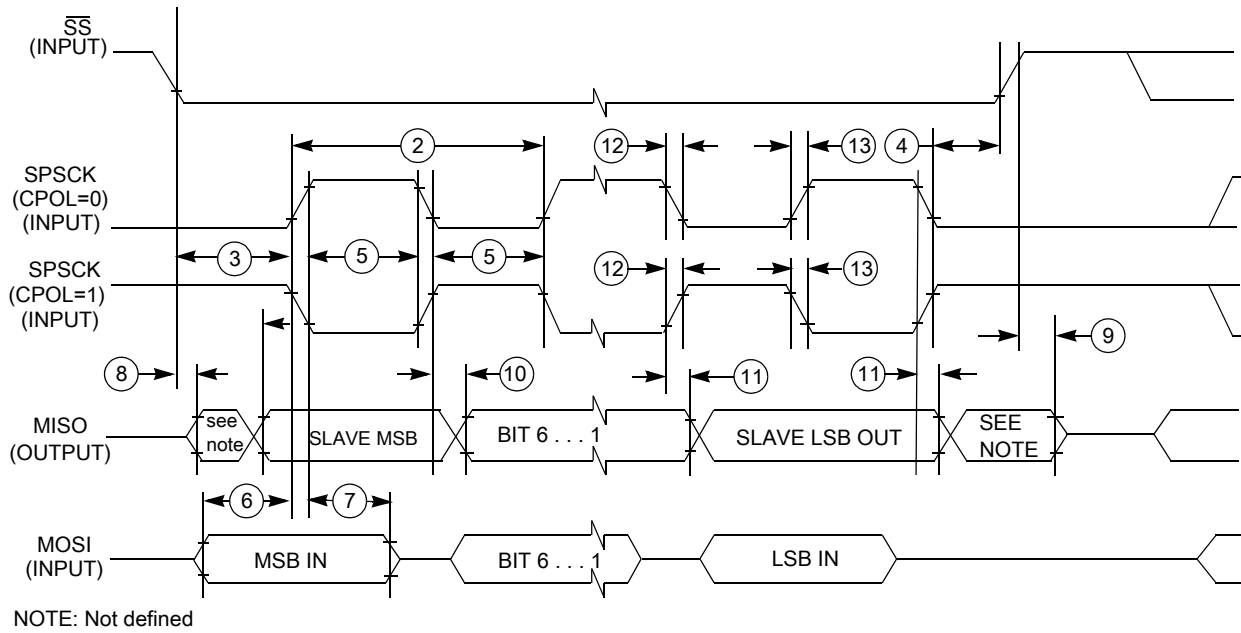 SS
(INPUT)
2
12
13
4
SPSCK
(CPOL=0)
(INPUT)
3
5
5
12
13
SPSCK
(CPOL=1)
(INPUT)
9
8
10
11
11
MISO
(OUTPUT)
see
note
SLAVE MSB
BIT 6 . . . 1
SLAVE LSB OUT
SEE
NOTE
6
7
MOSI
(INPUT)
MSB IN
BIT 6 . . . 1
LSB IN
NOTE: Not defined